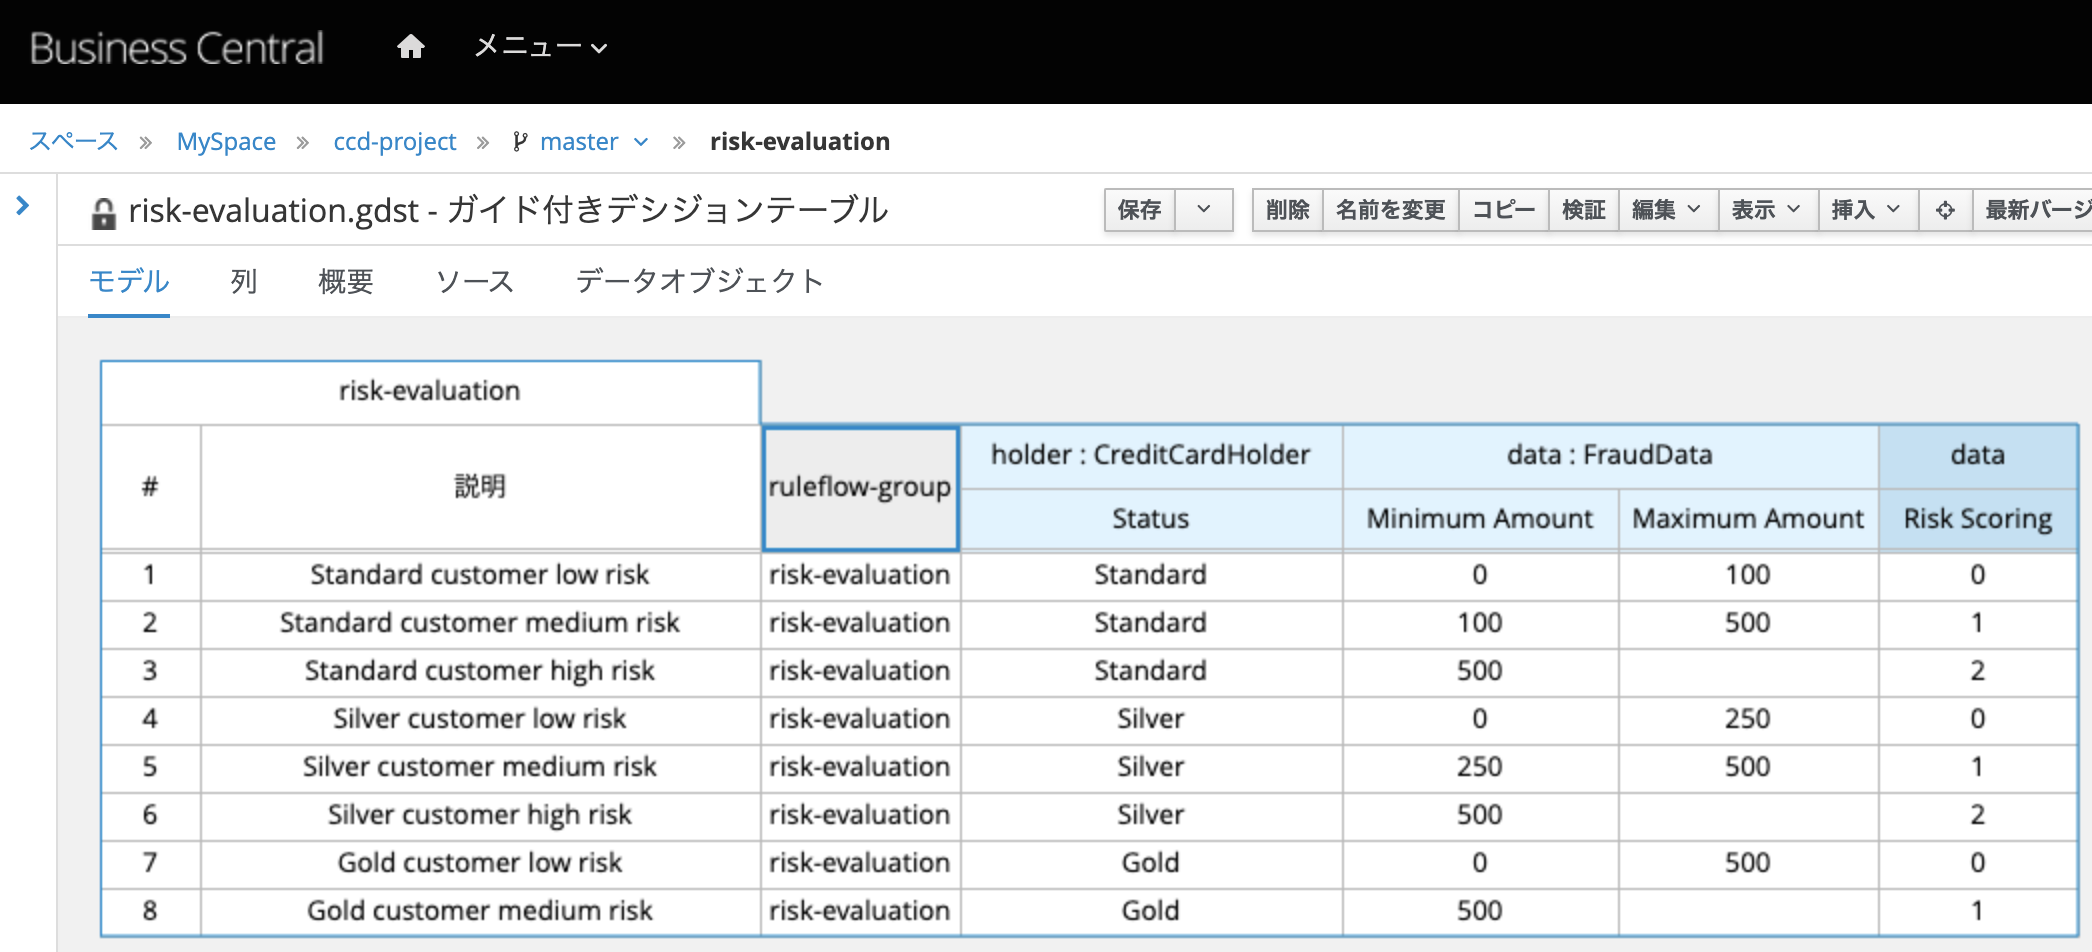 Business Central メニュー
スペース » MySpace » ccd-project » master » risk-evaluation
risk-evaluation.gdst - ガイド付きデシジョンテーブル 保存 削除 名前を変更 コピー 検証 編集 表示 挿入 最新バージ
モデル 列 概要 ソース データオブジェクト
risk-evaluation
# 説明 ruleflow-group holder : CreditCardHolder data : FraudData data
Status Minimum Amount Maximum Amount Risk Scoring
1 Standard customer low risk risk-evaluation Standard 0 100 0
2 Standard customer medium risk risk-evaluation Standard 100 500 1
3 Standard customer high risk risk-evaluation Standard 500 2
4 Silver customer low risk risk-evaluation Silver 0 250 0
5 Silver customer medium risk risk-evaluation Silver 250 500 1
6 Silver customer high risk risk-evaluation Silver 500 2
7 Gold customer low risk risk-evaluation Gold 0 500 0
8 Gold customer medium risk risk-evaluation Gold 500 1